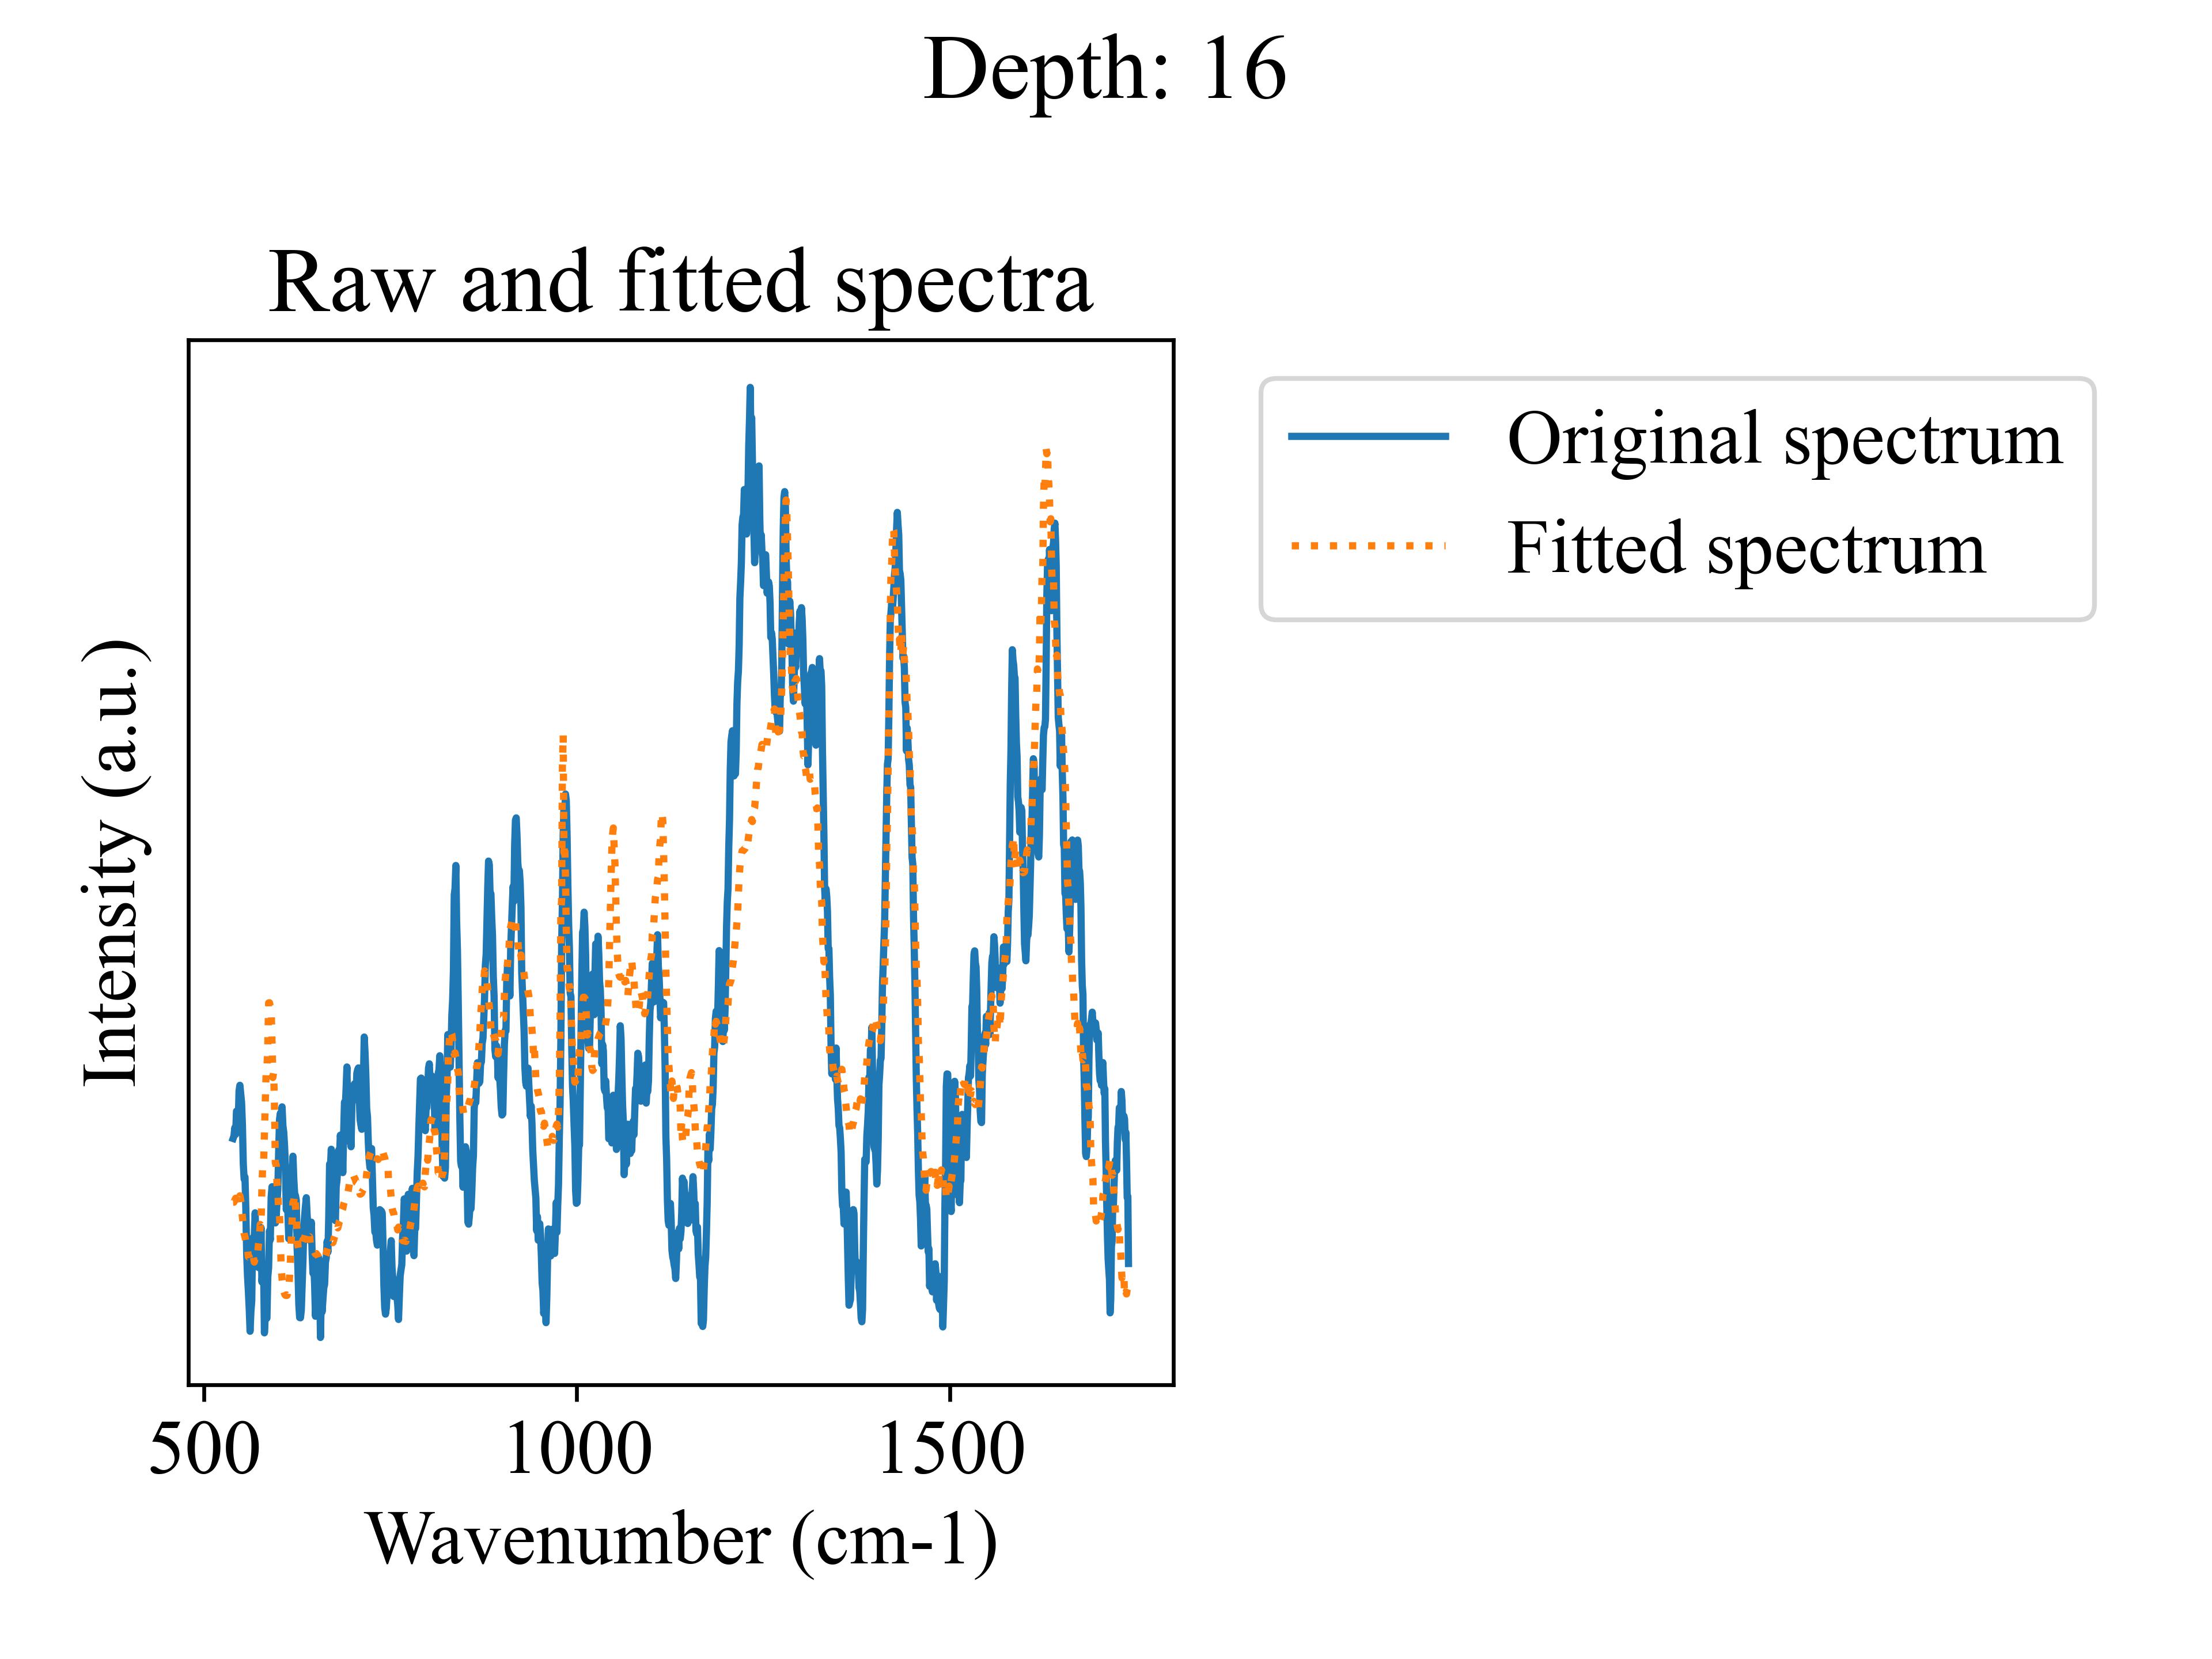 Depth: 16
Raw and fitted spectra
Original spectrum
Fitted spectrum
Intensity (a.u.)
500 1000 1500
Wavenumber (cm-1)